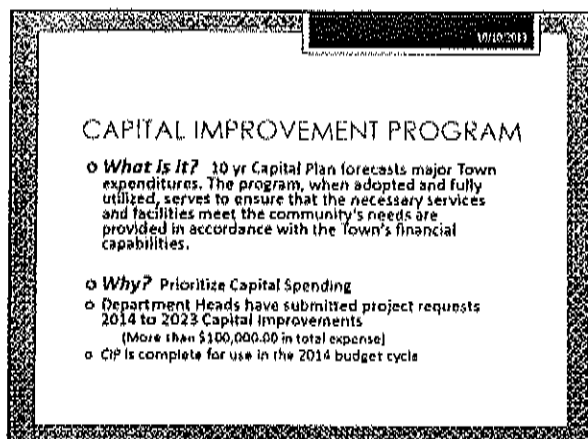 10/10/2013
CAPITAL IMPROVEMENT PROGRAM
What is it? 10 yr Capital Plan forecasts major Town
expenditures. The program, when adopted and fully
utilized, serves to ensure that the necessary services
and facilities meet the community's needs are
provided in accordance with the Town's financial
capabilities.
Why? Prioritize Capital Spending
Department Heads have submitted project requests
2014 to 2023 Capital Improvements
(More than $100,000.00 in total expense)
CIP is complete for use in the 2014 budget cycle